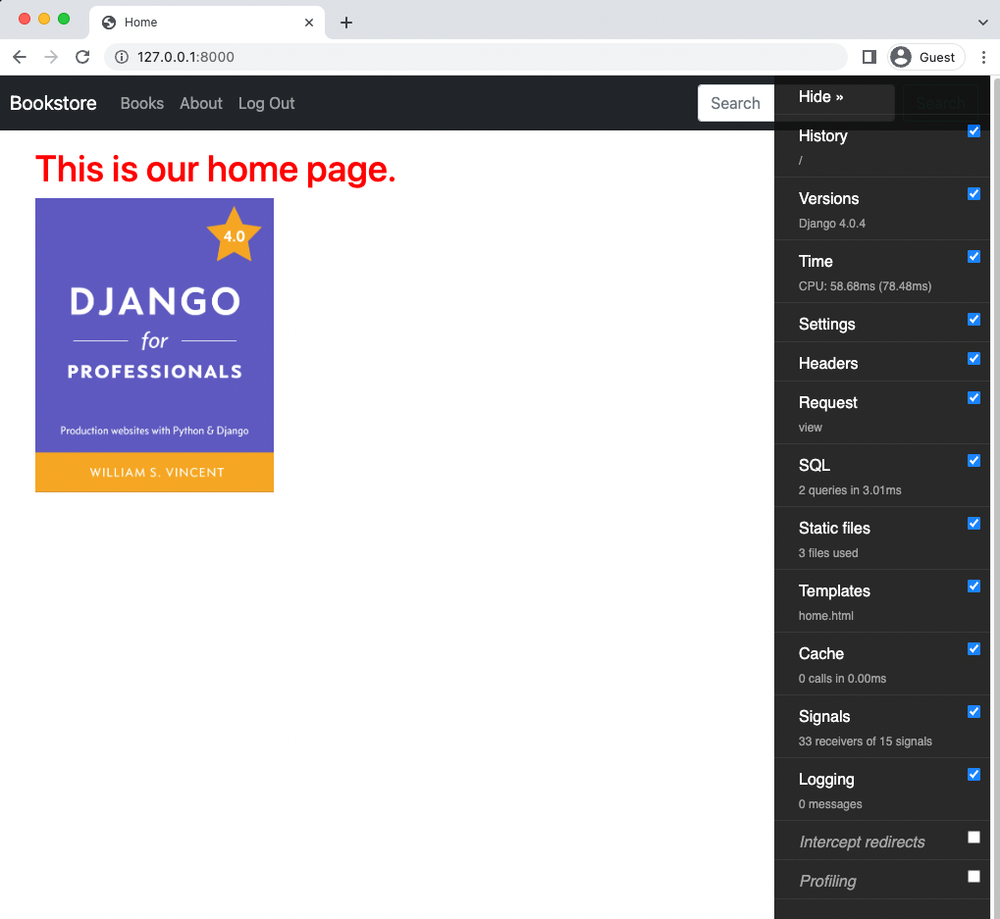 Home
127.0.0.1:8000
Guest
Bookstore Books About Log Out Search Search
Hide »
This is our home page.
4.0
DJANGO
for
PROFESSIONALS
Production websites with Python & Django
WILLIAM S. VINCENT
History
/
Versions
Django 4.0.4
Time
CPU: 58.68ms (78.48ms)
Settings
Headers
Request
view
SQL
2 queries in 3.01ms
Static files
3 files used
Templates
home.html
Cache
0 calls in 0.00ms
Signals
33 receivers of 15 signals
Logging
0 messages
Intercept redirects
Profiling